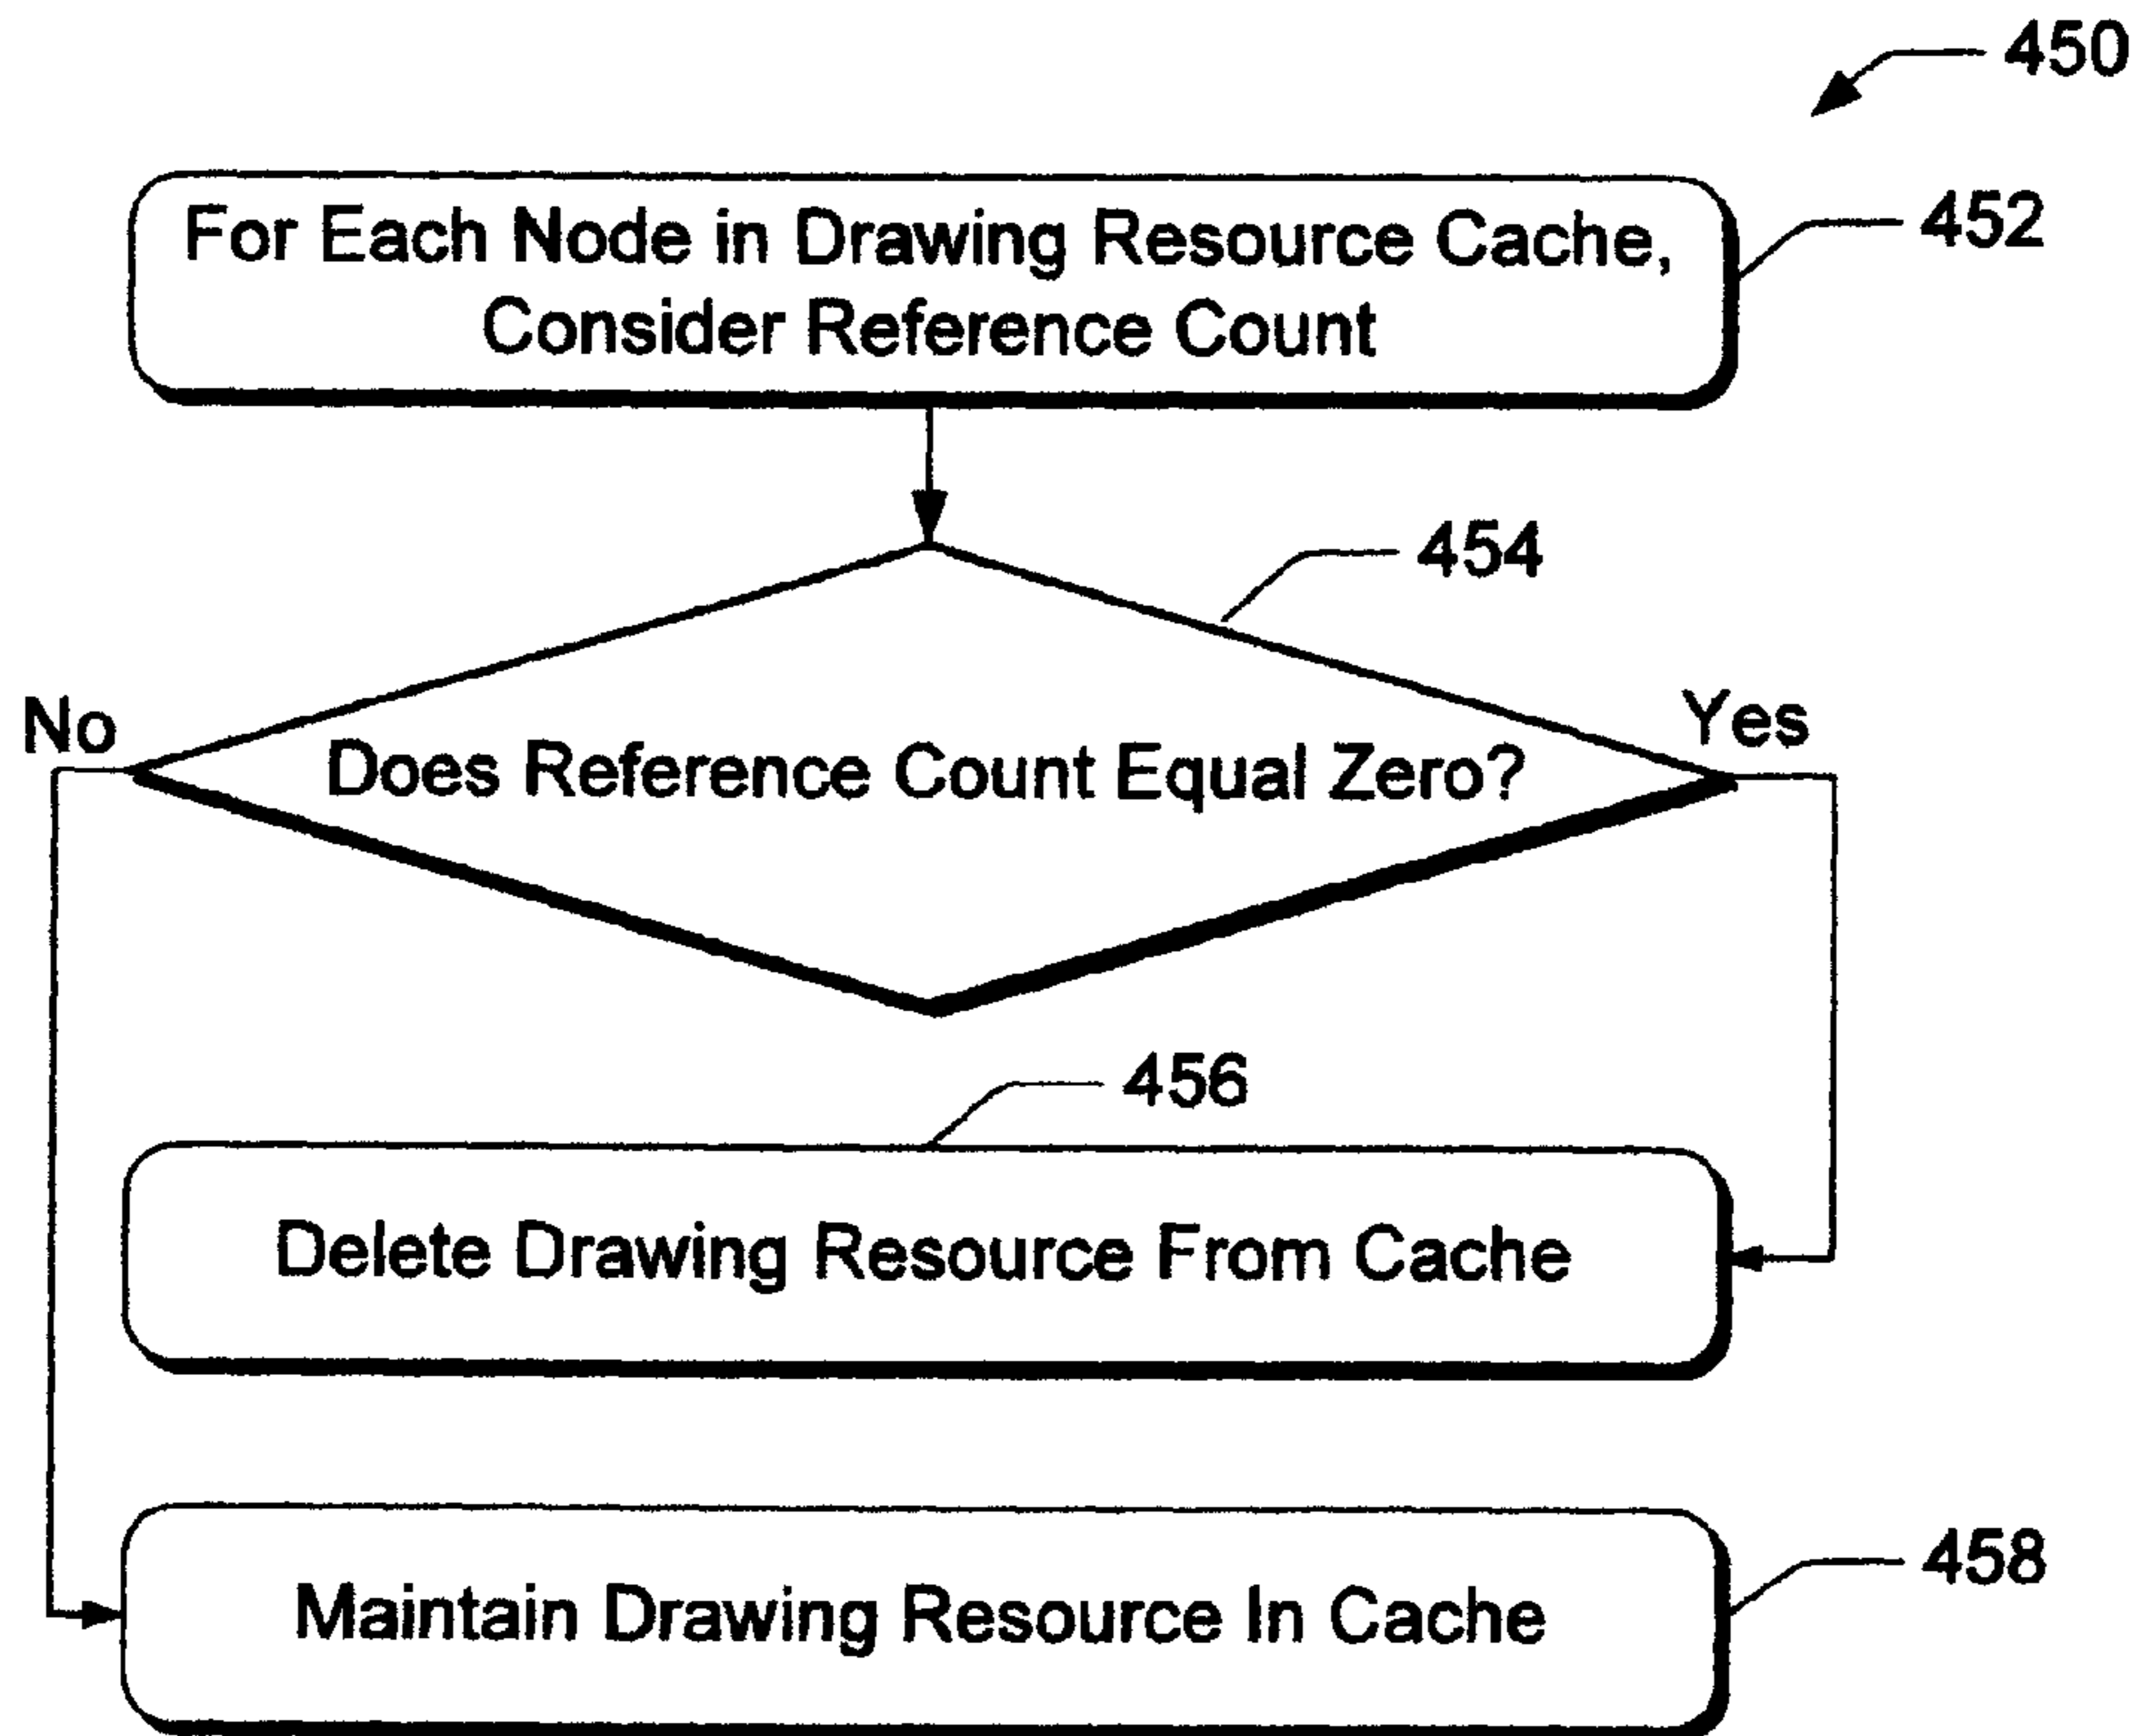 450
For Each Node in Drawing Resource Cache,
Consider Reference Count
452
454
No
Yes
Does Reference Count Equal Zero?
456
Delete Drawing Resource From Cache
Maintain Drawing Resource In Cache
458